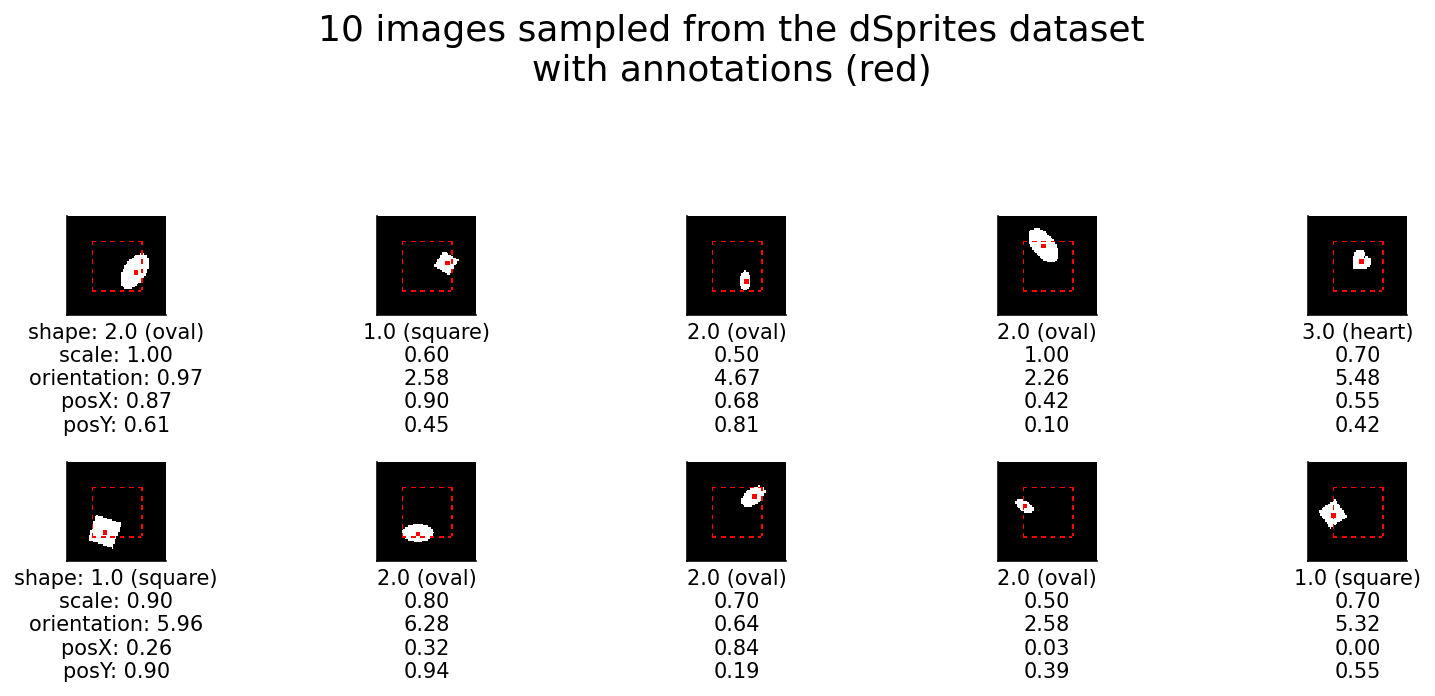 10 images sampled from the dSprites dataset
with annotations (red)
shape: 2.0 (oval)
scale: 1.00
orientation: 0.97
posX: 0.87
posY: 0.61
1.0 (square)
0.60
2.58
0.90
0.45
2.0 (oval)
0.50
4.67
0.68
0.81
2.0 (oval)
1.00
2.26
0.42
0.10
3.0 (heart)
0.70
5.48
0.55
0.42
shape: 1.0 (square)
scale: 0.90
orientation: 5.96
posX: 0.26
posY: 0.90
2.0 (oval)
0.80
6.28
0.32
0.94
2.0 (oval)
0.70
0.64
0.84
0.19
2.0 (oval)
0.50
2.58
0.03
0.39
1.0 (square)
0.70
5.32
0.00
0.55